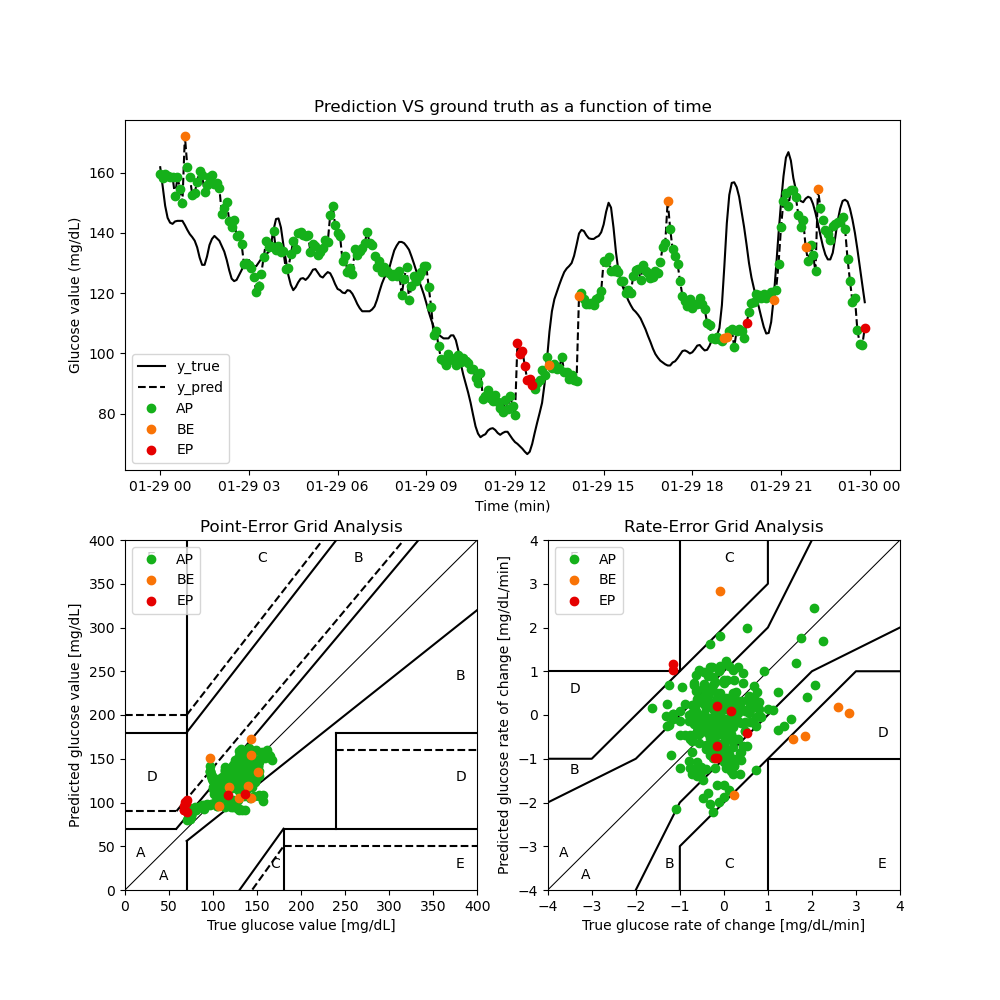 Prediction VS ground truth as a function of time
Glucose value (mg/dL)
160
140
120
100
80
y_true
y_pred
AP
BE
EP
01-29 00 01-29 03 01-29 06 01-29 09 01-29 12 01-29 15 01-29 18 01-29 21 01-30 00
Time (min)
Point-Error Grid Analysis
Predicted glucose value [mg/dL]
400
350
300
250
200
150
100
50
0
AP
BE
EP
C
B
B
D
D
A
A
C
E
0 50 100 150 200 250 300 350 400
True glucose value [mg/dL]
Rate-Error Grid Analysis
Predicted glucose rate of change [mg/dL/min]
4
3
2
1
0
−1
−2
−3
−4
AP
BE
EP
C
D
D
B
A
A
B
C
E
−4 −3 −2 −1 0 1 2 3 4
True glucose rate of change [mg/dL/min]